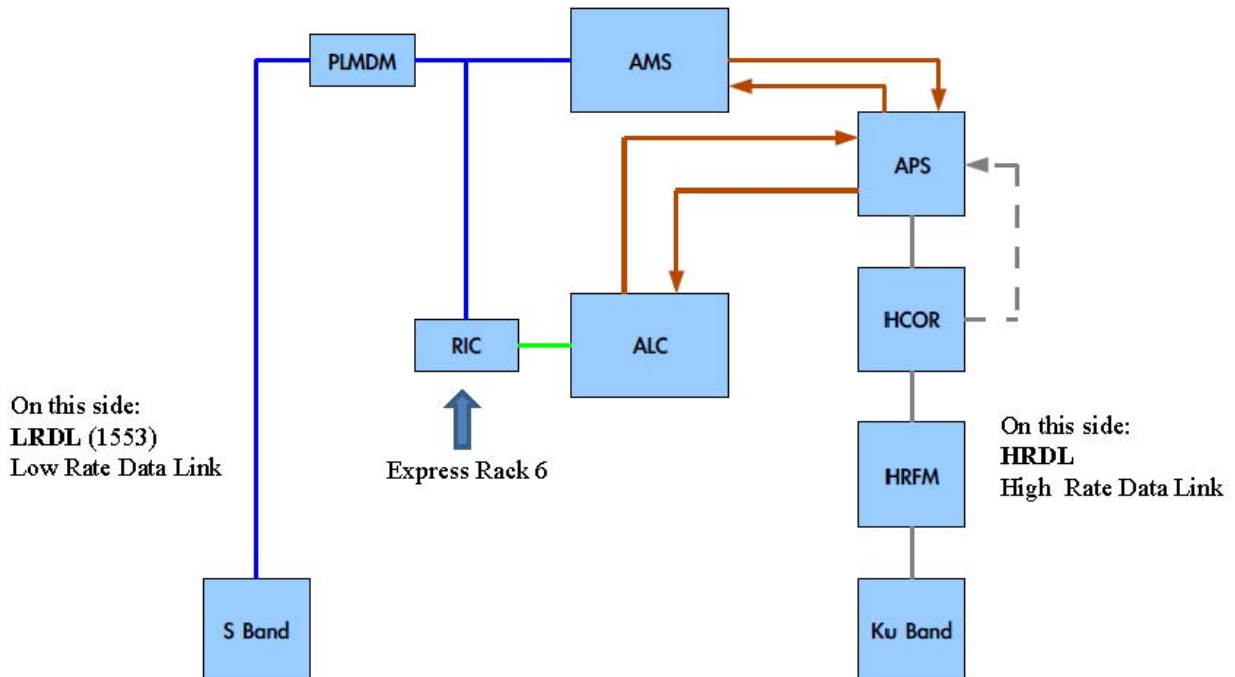 PLMDM
AMS
APS
RIC
ALC
HCOR
On this side:
LRDL (1553)
Low Rate Data Link
Express Rack 6
On this side:
HRDL
High Rate Data Link
HRFM
S Band
Ku Band